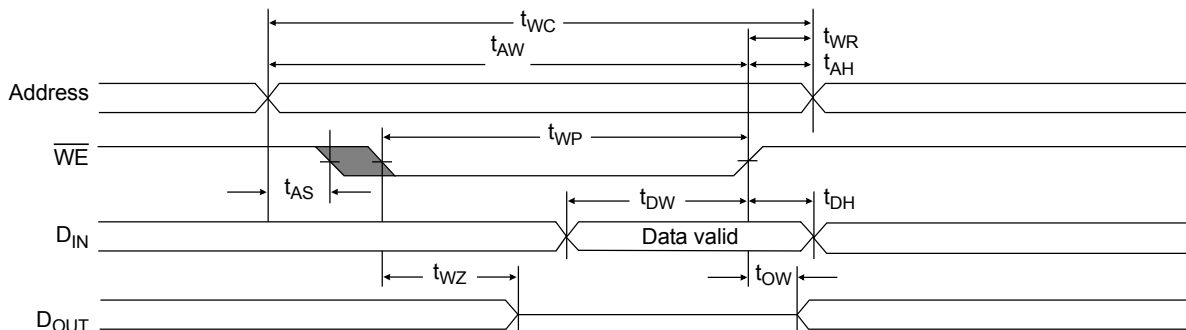 tWC
tWR
tAW
tAH
Address
tWP
WE
tAS
tDW
tDH
DIN
Data valid
tWZ
tOW
DOUT